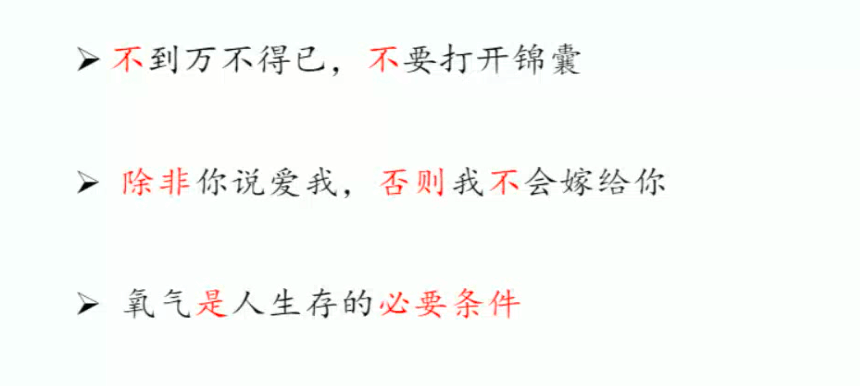 ➢ 不到万不得已，不要打开锦囊
➢ 除非你说爱我，否则我不会嫁给你
➢ 氧气是人生存的必要条件